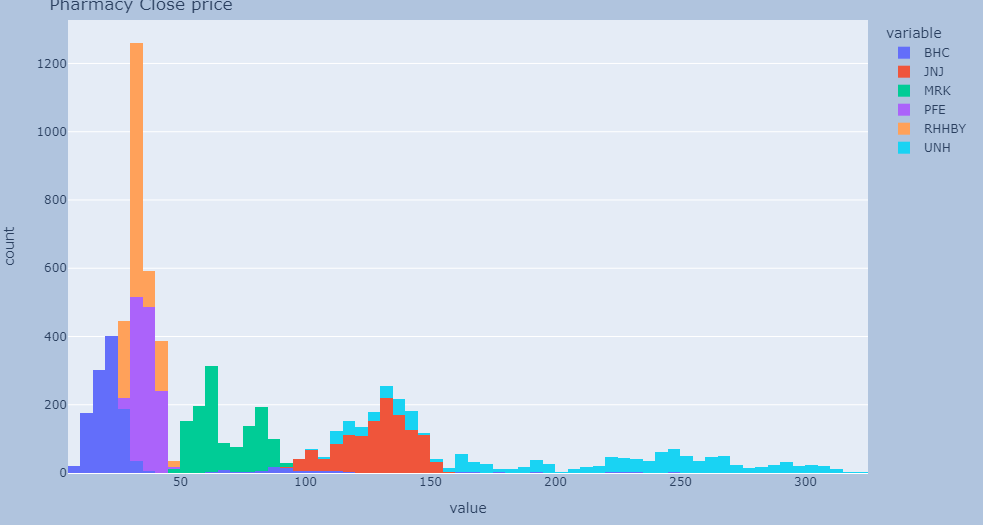 Pharmacy Close price
variable
BHC
JNJ
MRK
PFE
RHHBY
UNH
count
1200
1000
800
600
400
200
0
50
100
150
200
250
300
value